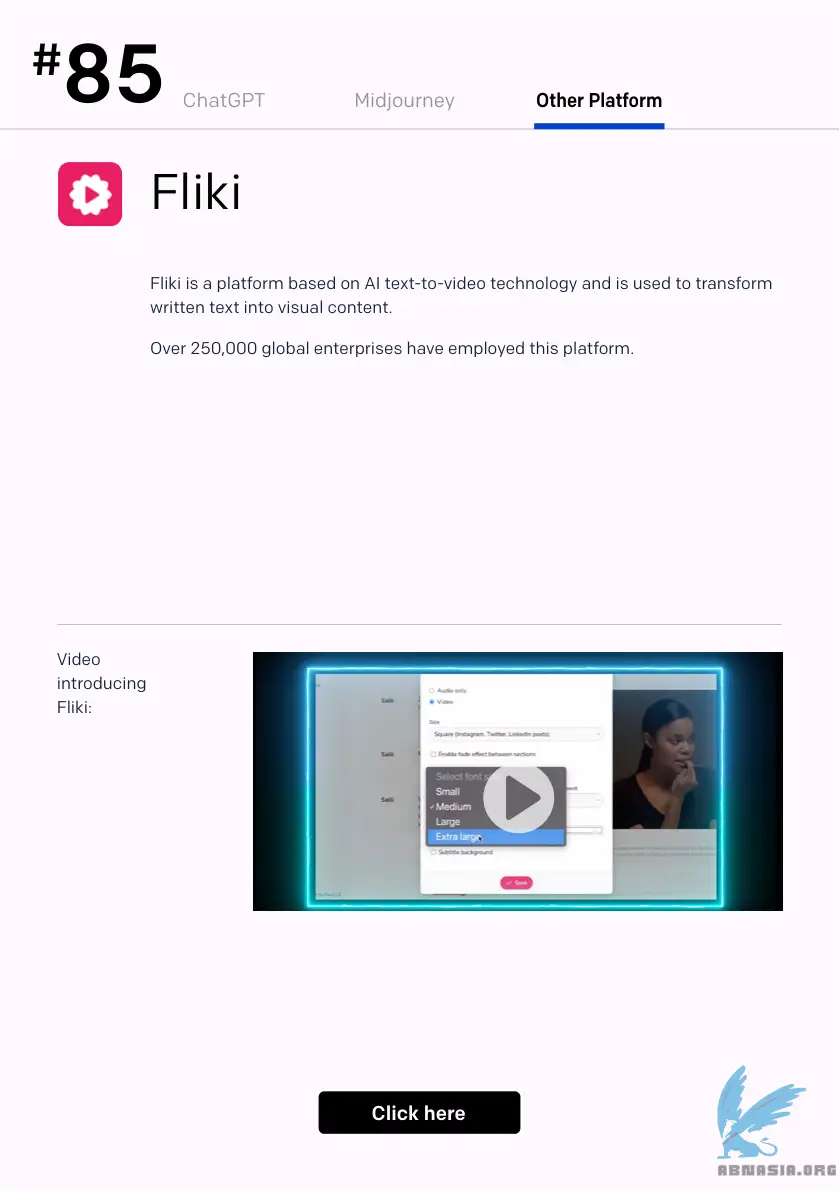 #85
ChatGPT
Midjourney
Other Platform
Fliki
Fliki is a platform based on AI text-to-video technology and is used to transform
written text into visual content.
Over 250,000 global enterprises have employed this platform.
Video
introducing
Fliki:
Audio only
Video
Size
Square (Instagram, Twitter, LinkedIn posts)
Enable fade effect between sections
Select font
Small
Medium
Large
Extra large
Subtitle background
Save
Salli
Salli
Salli
Click here
ABNASIA.ORG